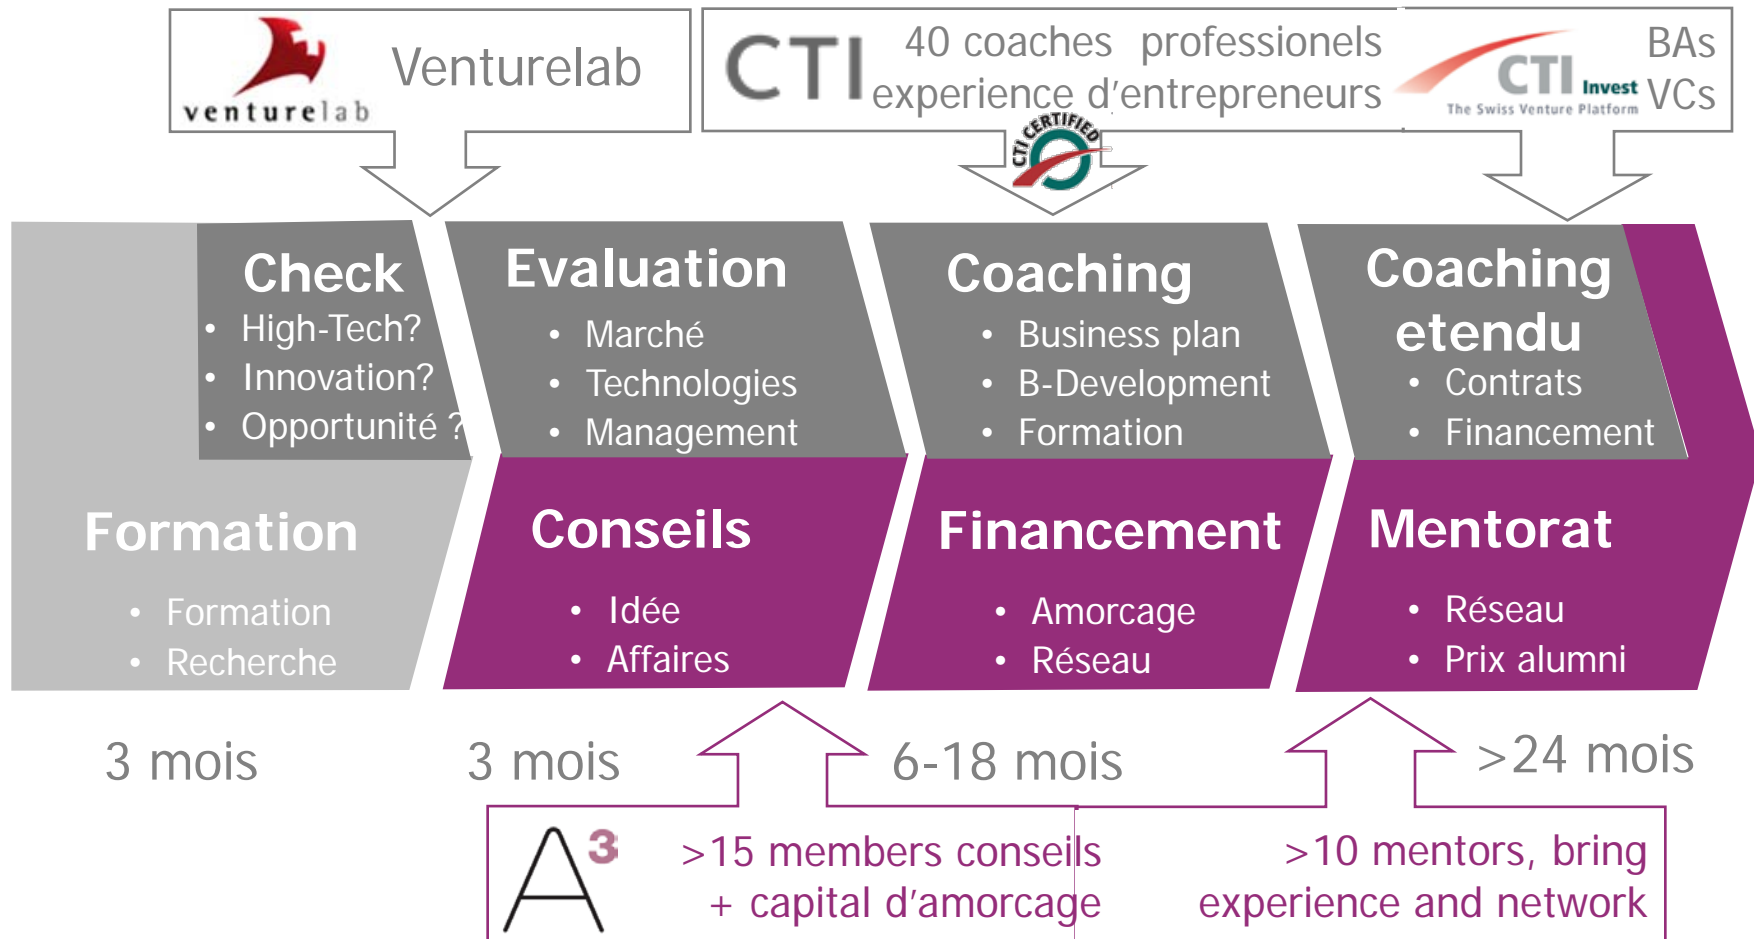 venturelab
Venturelab
CTI
40 coaches professionels
experience d'entrepreneurs
CTI CERTIFIED
CTI Invest
The Swiss Venture Platform
BAs
VCs
Check
• High-Tech?
• Innovation?
• Opportunité ?
Evaluation
• Marché
• Technologies
• Management
Coaching
• Business plan
• B-Development
• Formation
Coaching
etendu
• Contrats
• Financement
Formation
• Formation
• Recherche
Conseils
• Idée
• Affaires
Financement
• Amorcage
• Réseau
Mentorat
• Réseau
• Prix alumni
3 mois
3 mois
6-18 mois
>24 mois
A3
>15 members conseils
+ capital d'amorcage
>10 mentors, bring
experience and network